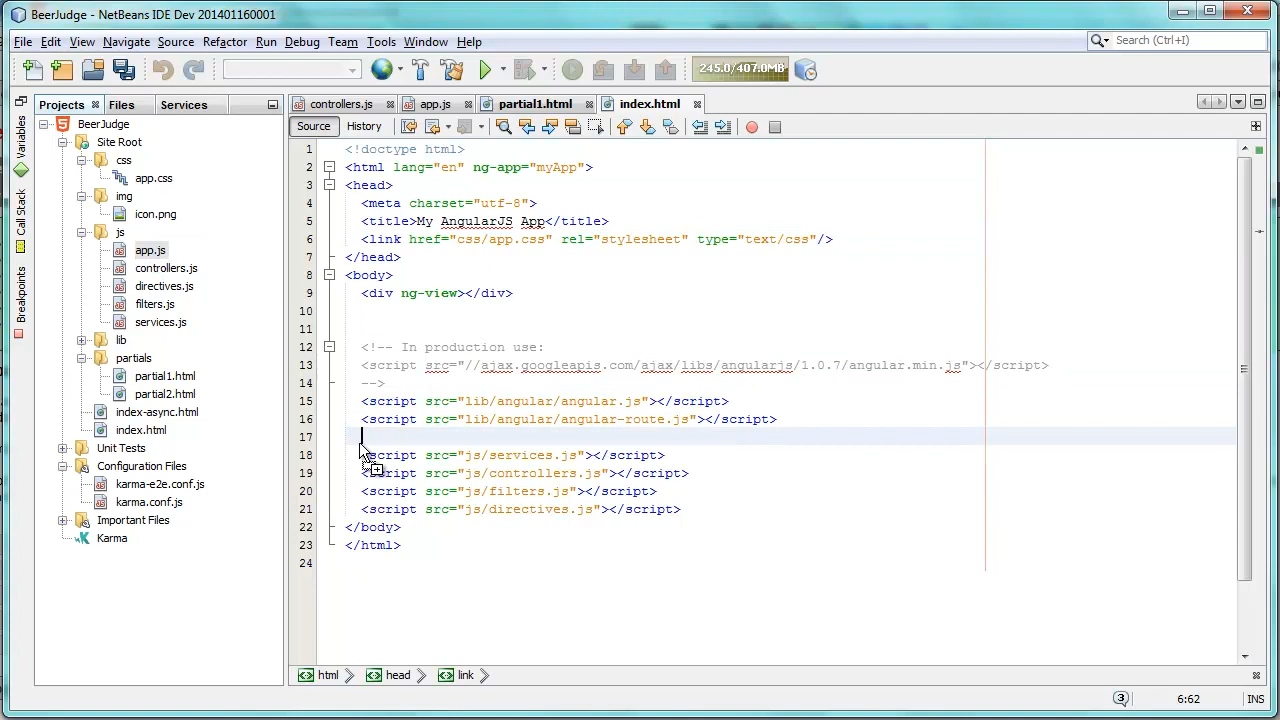 BeerJudge - NetBeans IDE Dev 201401160001
File Edit View Navigate Source Refactor Run Debug Team Tools Window Help
Search (Ctrl+I)
245.0/407.0MB
Projects Files Services
controllers.js app.js partial1.html index.html
Source History
Variables
Call Stack
Breakpoints
BeerJudge
Site Root
css
app.css
img
icon.png
js
app.js
controllers.js
directives.js
filters.js
services.js
lib
partials
partial1.html
partial2.html
index-async.html
index.html
Unit Tests
Configuration Files
karma-e2e.conf.js
karma.conf.js
Important Files
Karma
1 <!doctype html>
2 <html lang="en" ng-app="myApp">
3 <head>
4 <meta charset="utf-8">
5 <title>My AngularJS App</title>
6 <link href="css/app.css" rel="stylesheet" type="text/css"/>
7 </head>
8 <body>
9 <div ng-view></div>
10
11
12 <!-- In production use:
13 <script src="//ajax.googleapis.com/ajax/libs/angularjs/1.0.7/angular.min.js"></script>
14 -->
15 <script src="lib/angular/angular.js"></script>
16 <script src="lib/angular/angular-route.js"></script>
17
18 <script src="js/services.js"></script>
19 <script src="js/controllers.js"></script>
20 <script src="js/filters.js"></script>
21 <script src="js/directives.js"></script>
22 </body>
23 </html>
24
html head link
3 6:62 INS